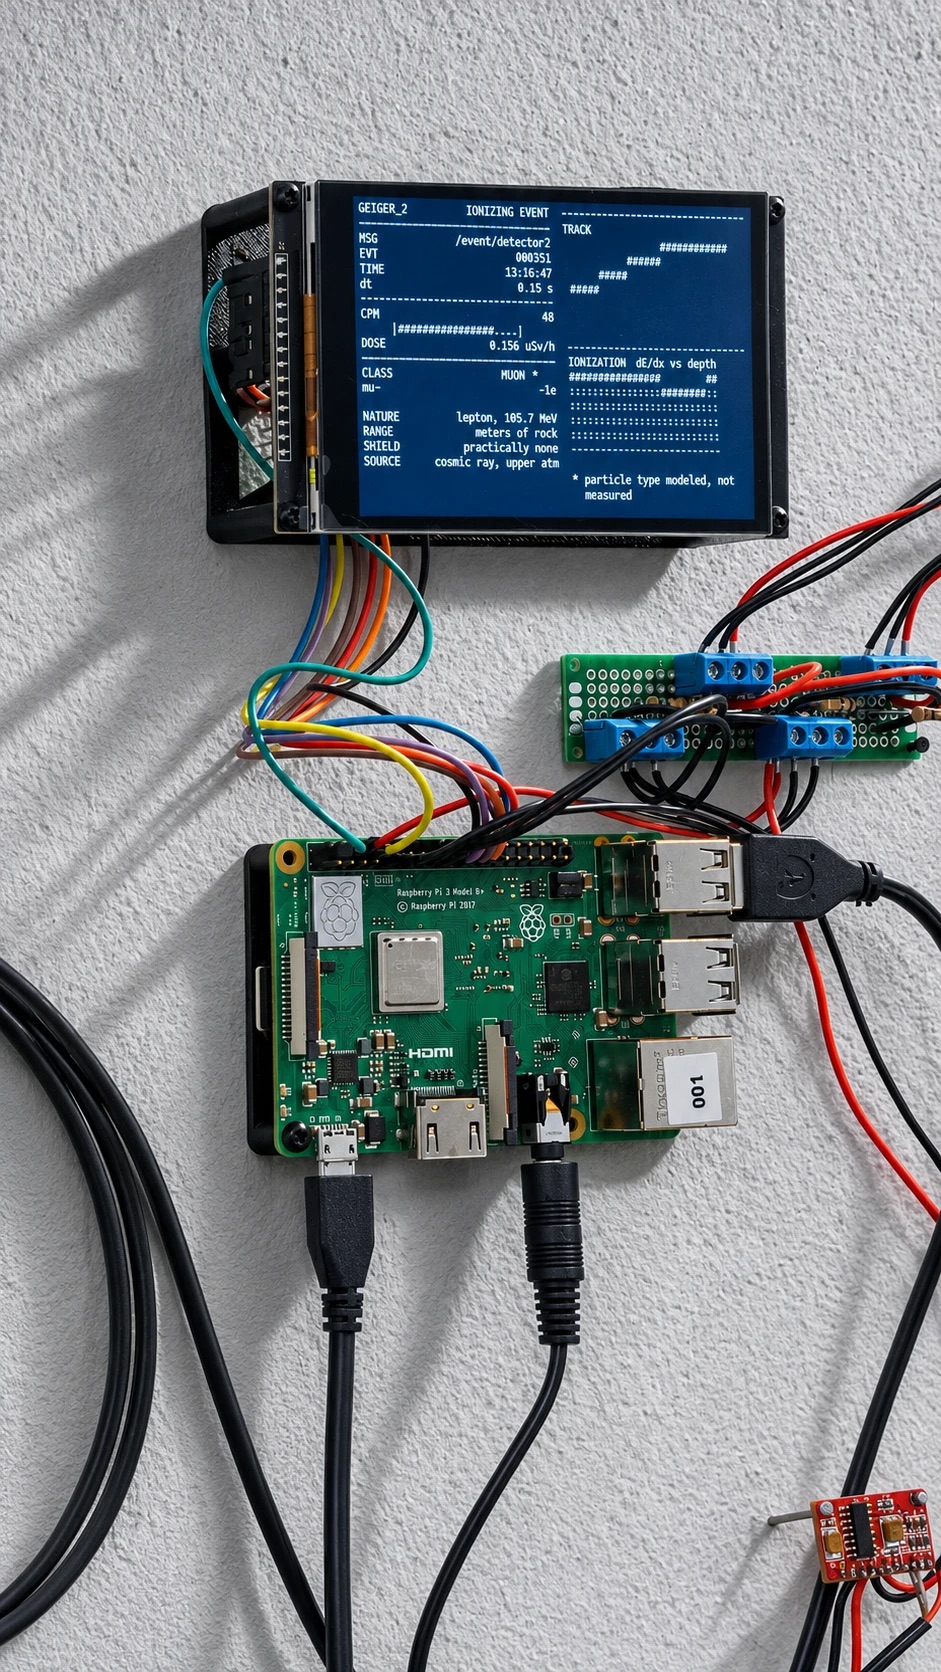 GEIGER_2 IONIZING EVENT
MSG /event/detector2
EVT 000351
TIME 13:16:47
dt 0.15 s
CPM 48
|################....]
DOSE 0.156 uSv/h
CLASS MUON *
mu- -1e
NATURE lepton, 105.7 MeV
RANGE meters of rock
SHIELD practically none
SOURCE cosmic ray, upper atm
TRACK
############
######
#####
#####
IONIZATION dE/dx vs depth
* particle type modeled, not
measured
Raspberry Pi 3 Model B+
© Raspberry Pi 2017
HDMI
001